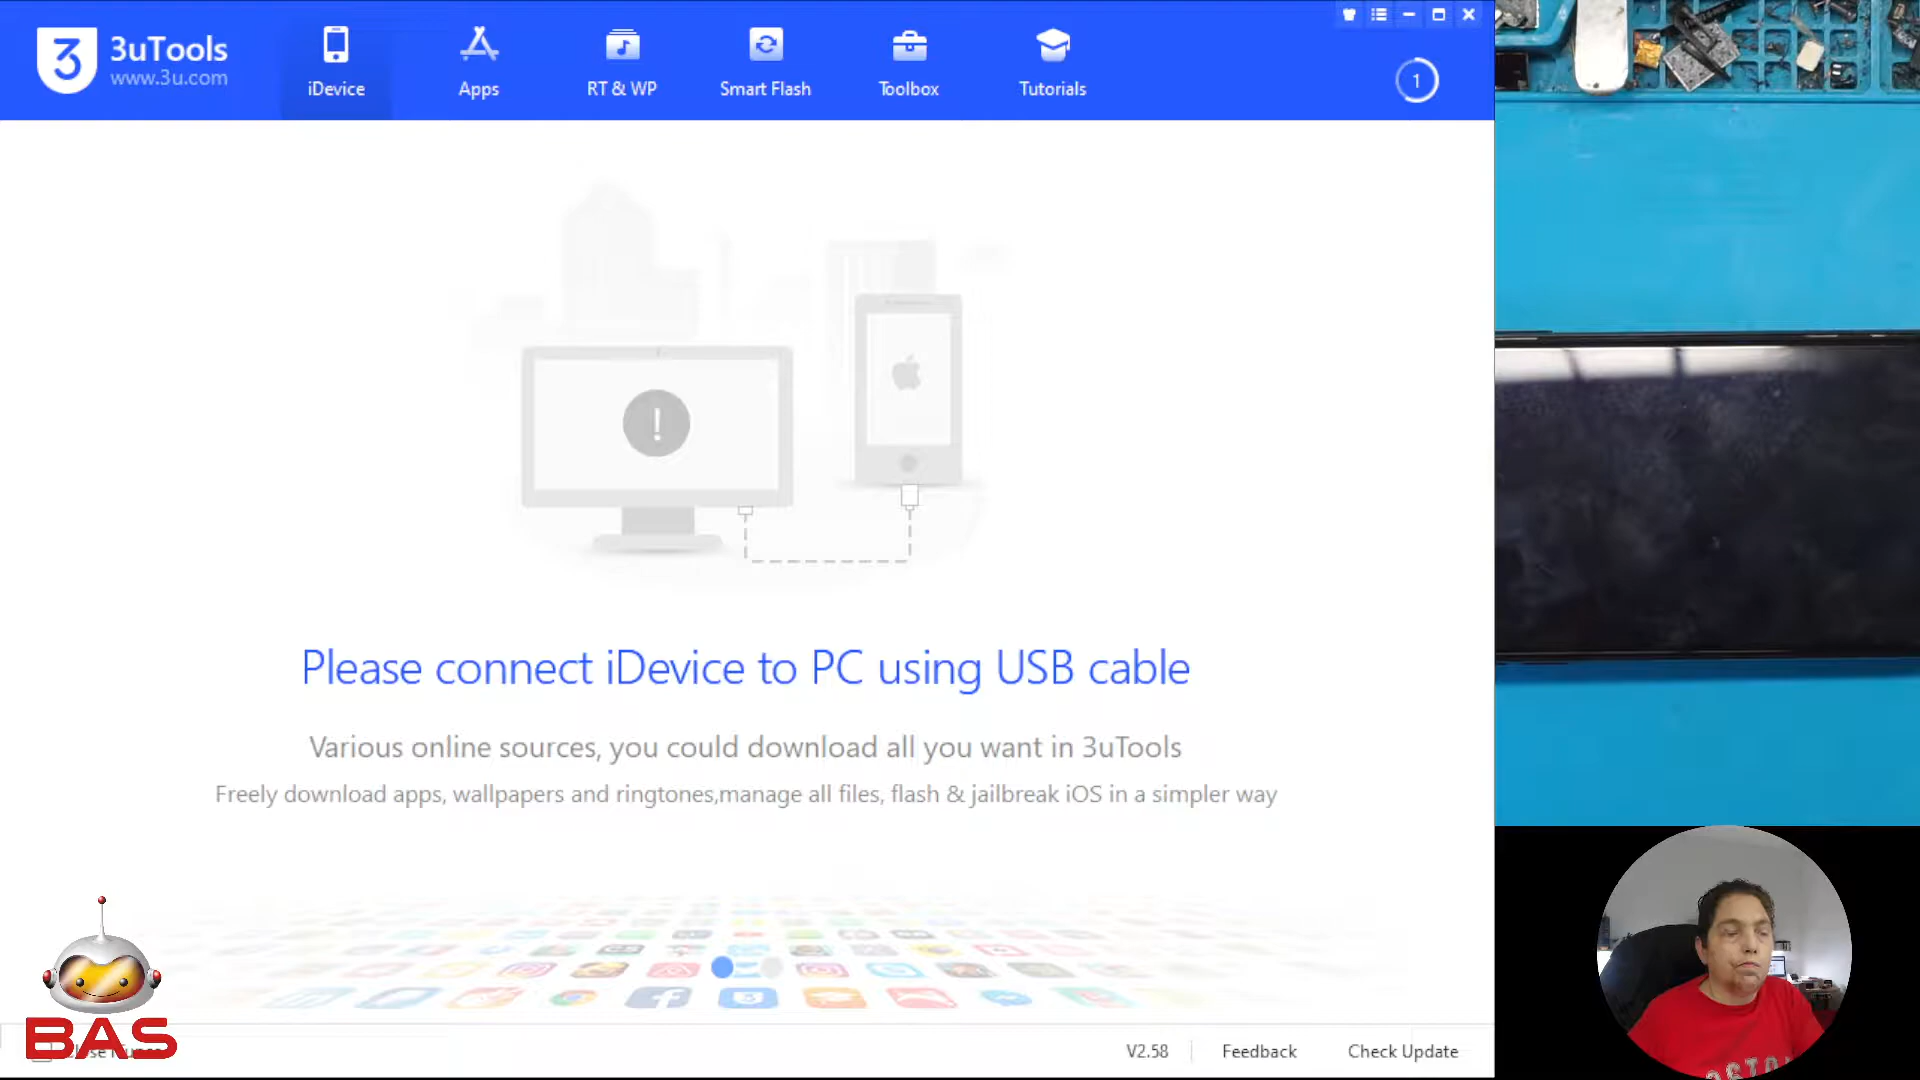 3 3uTools
www.3u.com
iDevice
Apps
RT & WP
Smart Flash
Toolbox
Tutorials
1
Please connect iDevice to PC using USB cable
Various online sources, you could download all you want in 3uTools
Freely download apps, wallpapers and ringtones,manage all files, flash & jailbreak iOS in a simpler way
BAS
V2.58
Feedback
Check Update